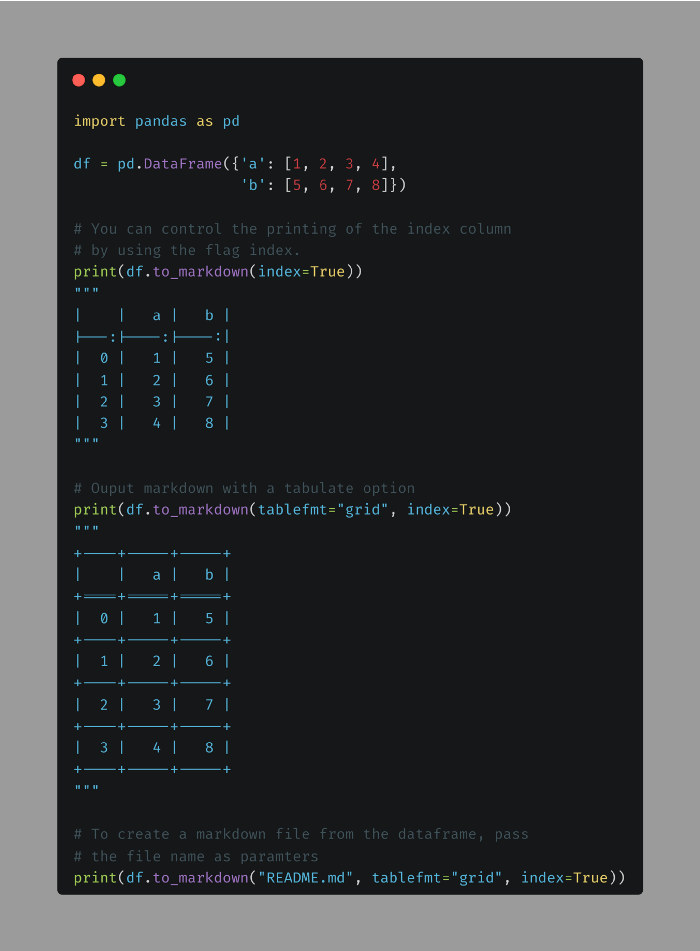 import pandas as pd

df = pd.DataFrame({'a': [1, 2, 3, 4],
                   'b': [5, 6, 7, 8]})

# You can control the printing of the index column
# by using the flag index.
print(df.to_markdown(index=True))
"""
|    |   a |   b |
|---:|----:|----:|
|  0 |   1 |   5 |
|  1 |   2 |   6 |
|  2 |   3 |   7 |
|  3 |   4 |   8 |
"""

# Ouput markdown with a tabulate option
print(df.to_markdown(tablefmt="grid", index=True))
"""
+----+-----+-----+
|    |   a |   b |
+====+=====+=====+
|  0 |   1 |   5 |
+----+-----+-----+
|  1 |   2 |   6 |
+----+-----+-----+
|  2 |   3 |   7 |
+----+-----+-----+
|  3 |   4 |   8 |
+----+-----+-----+
"""

# To create a markdown file from the dataframe, pass
# the file name as paramters
print(df.to_markdown("README.md", tablefmt="grid", index=True))